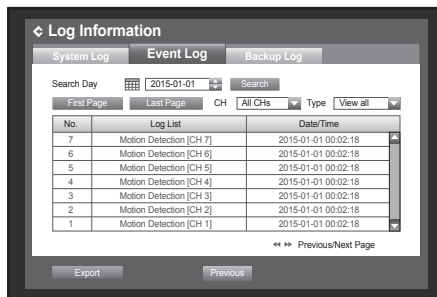 Log Information
System Log Event Log Backup Log
Search Day 2015-01-01 Search
First Page Last Page CH All CHs Type View all
No. Log List Date/Time
7 Motion Detection [CH 7] 2015-01-01 00:02:18
6 Motion Detection [CH 6] 2015-01-01 00:02:18
5 Motion Detection [CH 5] 2015-01-01 00:02:18
4 Motion Detection [CH 4] 2015-01-01 00:02:18
3 Motion Detection [CH 3] 2015-01-01 00:02:18
2 Motion Detection [CH 2] 2015-01-01 00:02:18
1 Motion Detection [CH 1] 2015-01-01 00:02:18
Previous/Next Page
Export Previous